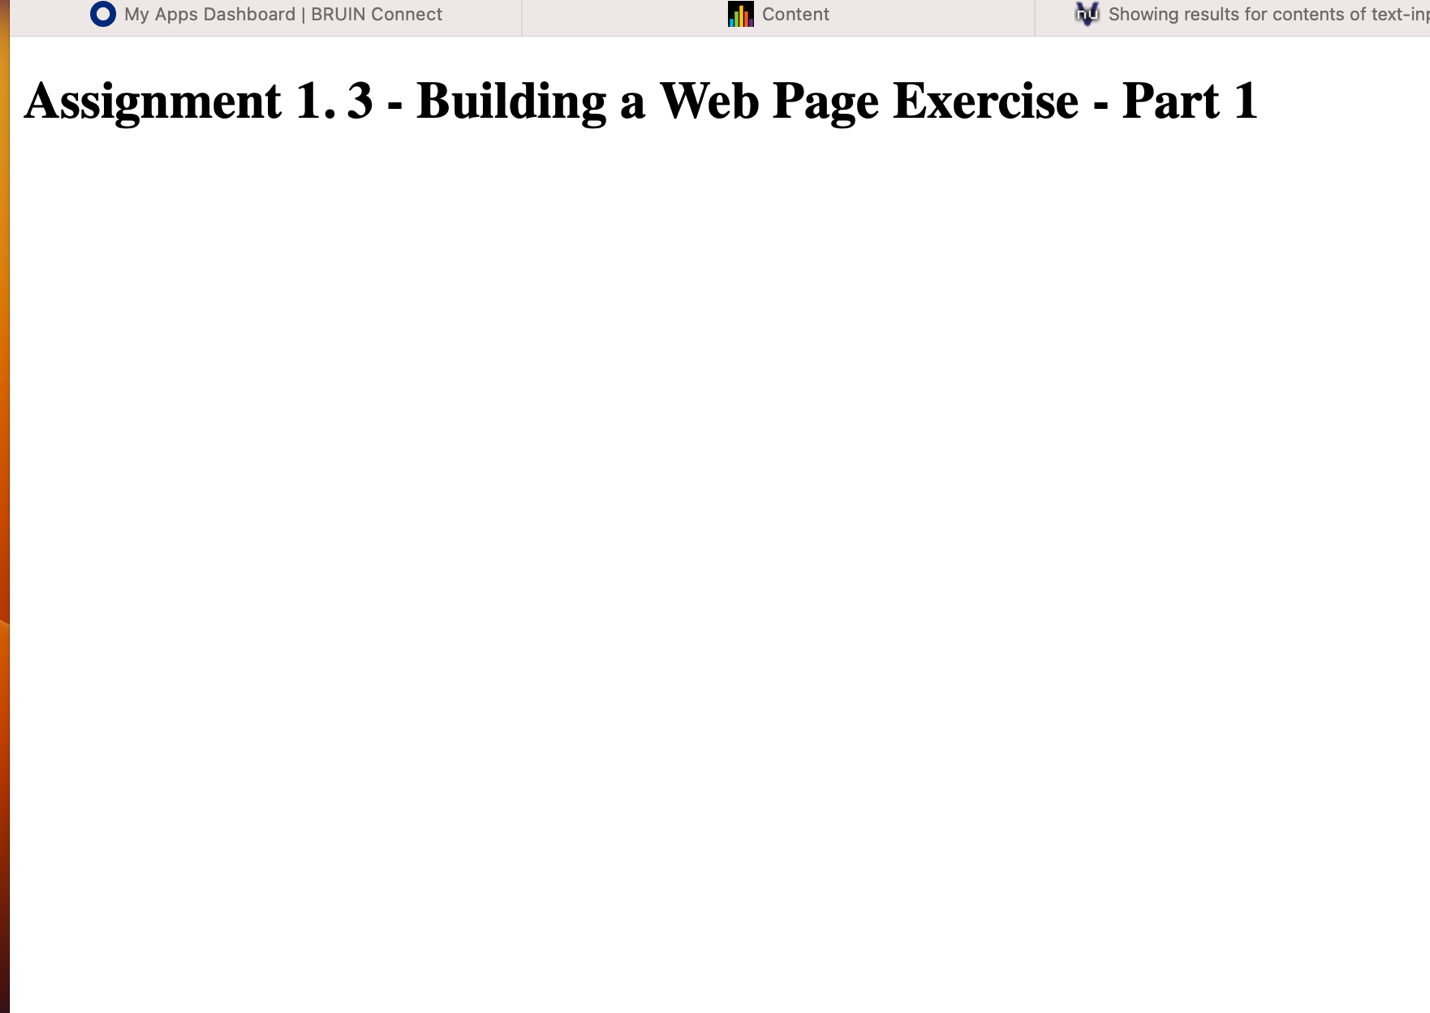 My Apps Dashboard | BRUIN Connect
Content
nu Showing results for contents of text-inp
Assignment 1. 3 - Building a Web Page Exercise - Part 1